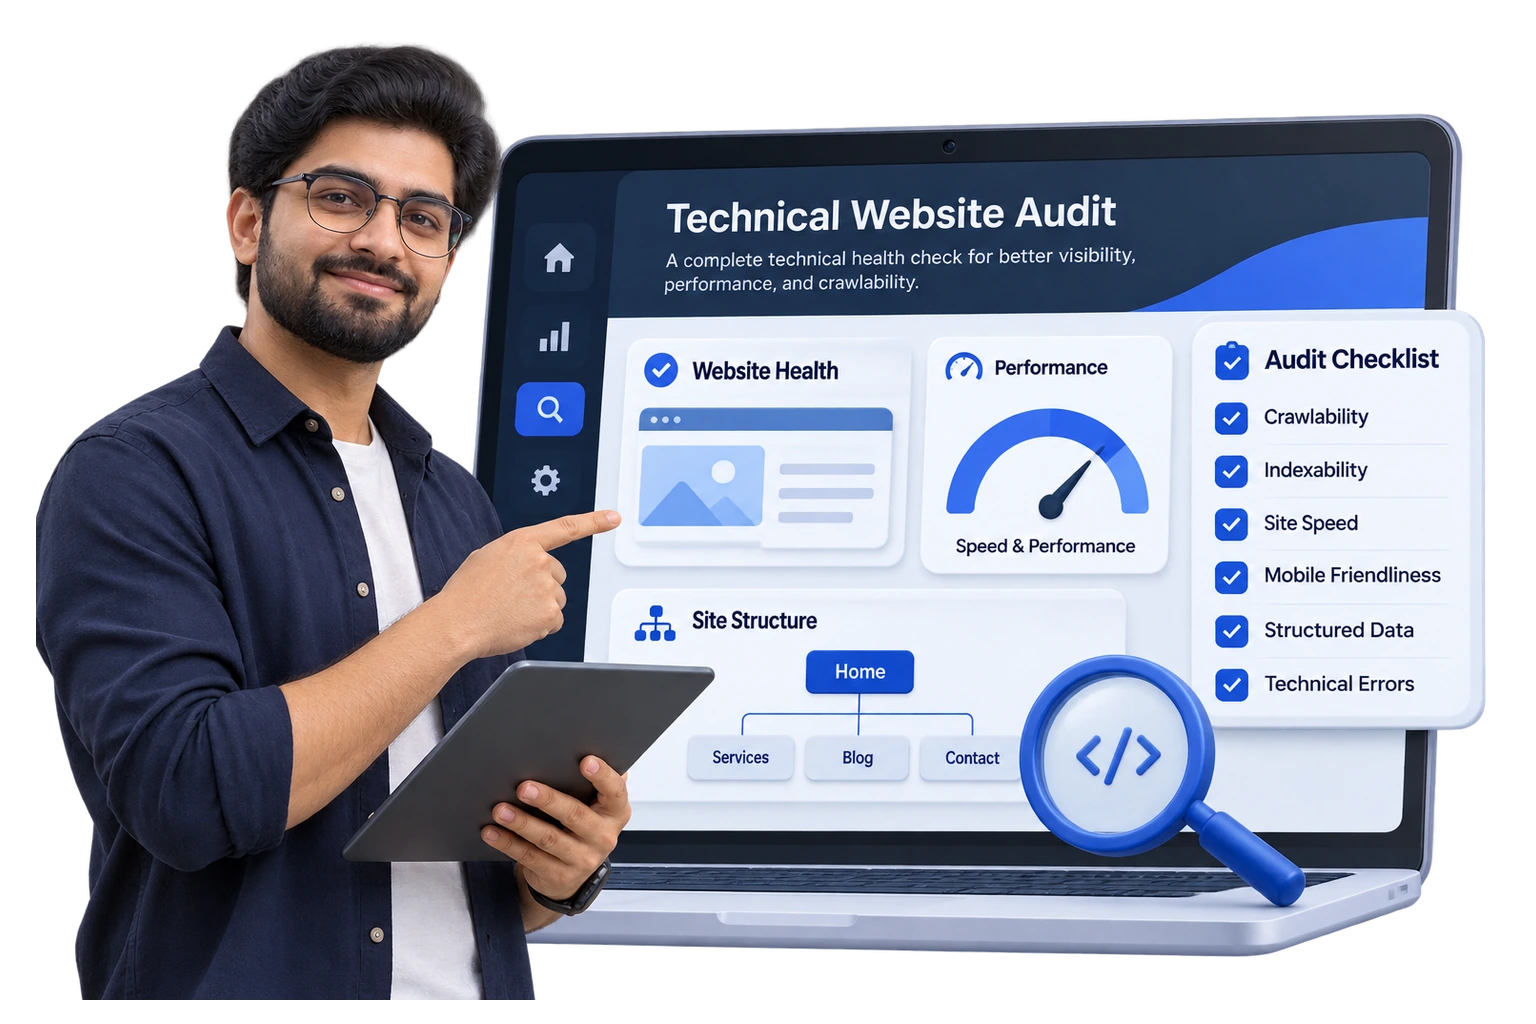 Technical Website Audit
A complete technical health check for better visibility,
performance, and crawlability.
Website Health
Performance
Speed & Performance
Audit Checklist
Crawlability
Indexability
Site Speed
Mobile Friendliness
Structured Data
Technical Errors
Site Structure
Home
Services
Blog
Contact
</>